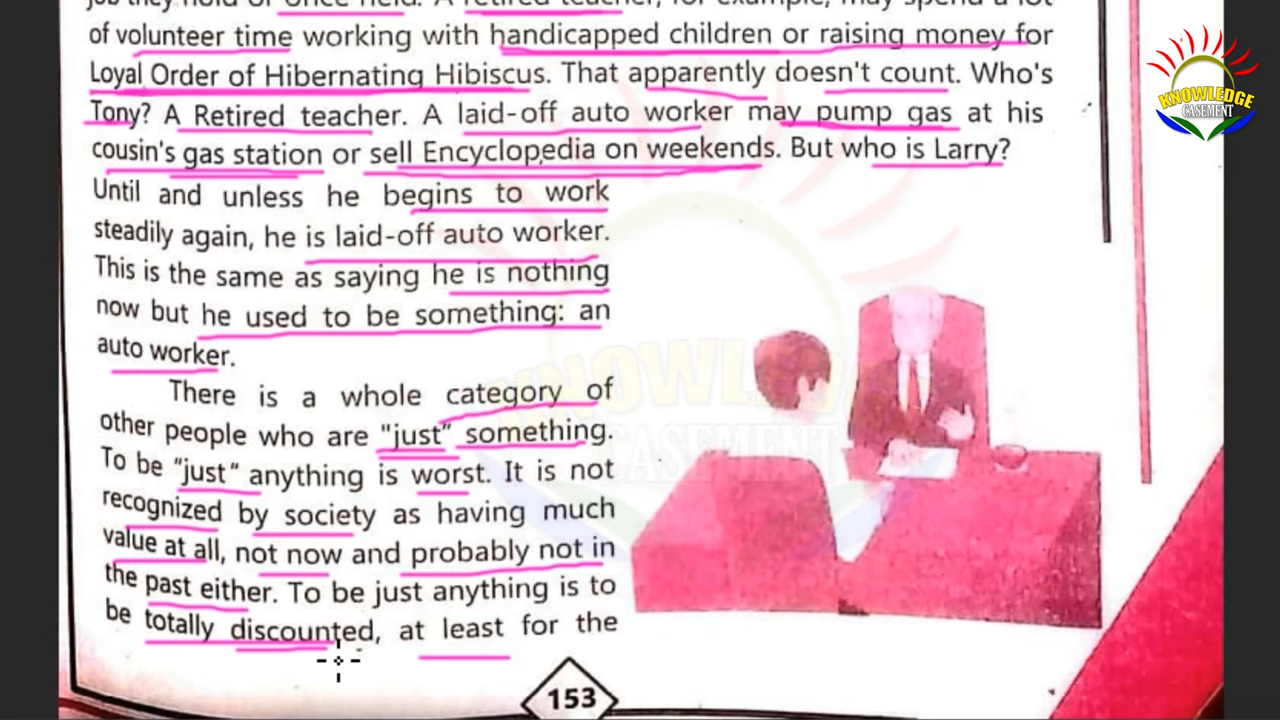 job they hold or once held. A retired teacher, for example, may spend a lot
of volunteer time working with handicapped children or raising money for
Loyal Order of Hibernating Hibiscus. That apparently doesn't count. Who's
Tony? A Retired teacher. A laid-off auto worker may pump gas at his
cousin's gas station or sell Encyclopedia on weekends. But who is Larry?
Until and unless he begins to work
steadily again, he is laid-off auto worker.
This is the same as saying he is nothing
now but he used to be something: an
auto worker.
There is a whole category of
other people who are "just" something.
To be "just" anything is worst. It is not
recognized by society as having much
value at all, not now and probably not in
the past either. To be just anything is to
be totally discounted, at least for the
153
KNOWLEDGE
CASEMENT
KNOWLED
CASEMENT